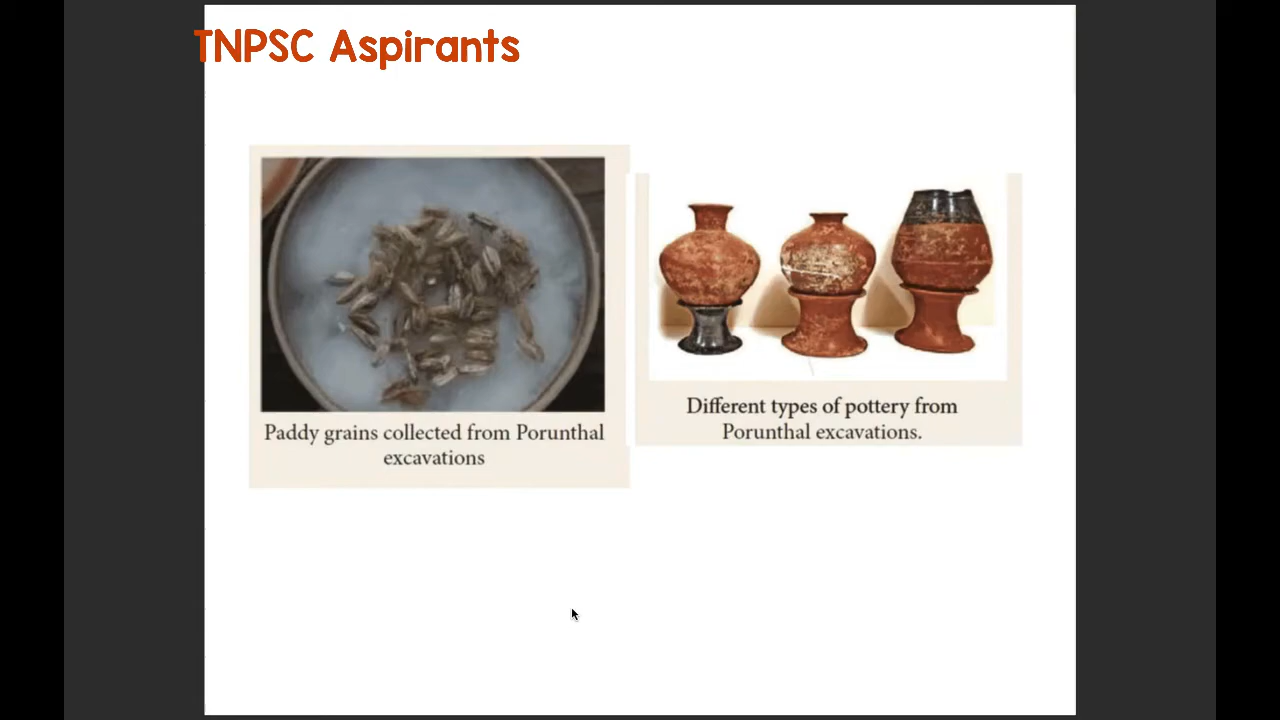 TNPSC Aspirants
Paddy grains collected from Porunthal
excavations
Different types of pottery from
Porunthal excavations.